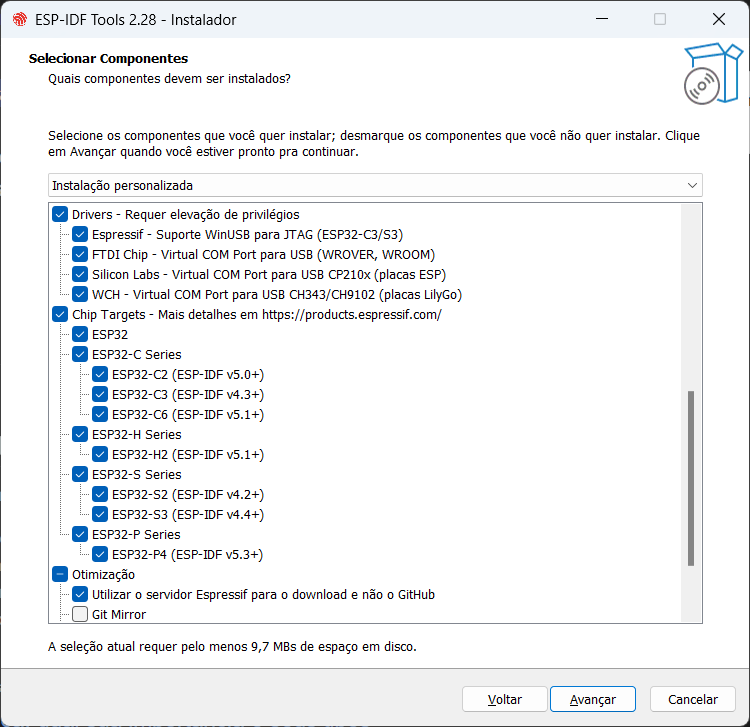 ESP-IDF Tools 2.28 - Instalador
Selecionar Componentes
Quais componentes devem ser instalados?
Selecione os componentes que você quer instalar; desmarque os componentes que você não quer instalar. Clique
em Avançar quando você estiver pronto pra continuar.
Instalação personalizada
Drivers - Requer elevação de privilégios
Espressif - Suporte WinUSB para JTAG (ESP32-C3/S3)
FTDI Chip - Virtual COM Port para USB (WROVER, WROOM)
Silicon Labs - Virtual COM Port para USB CP210x (placas ESP)
WCH - Virtual COM Port para USB CH343/CH9102 (placas LilyGo)
Chip Targets - Mais detalhes em https://products.espressif.com/
ESP32
ESP32-C Series
ESP32-C2 (ESP-IDF v5.0+)
ESP32-C3 (ESP-IDF v4.3+)
ESP32-C6 (ESP-IDF v5.1+)
ESP32-H Series
ESP32-H2 (ESP-IDF v5.1+)
ESP32-S Series
ESP32-S2 (ESP-IDF v4.2+)
ESP32-S3 (ESP-IDF v4.4+)
ESP32-P Series
ESP32-P4 (ESP-IDF v5.3+)
Otimização
Utilizar o servidor Espressif para o download e não o GitHub
Git Mirror
A seleção atual requer pelo menos 9,7 MBs de espaço em disco.
Voltar
Avançar
Cancelar